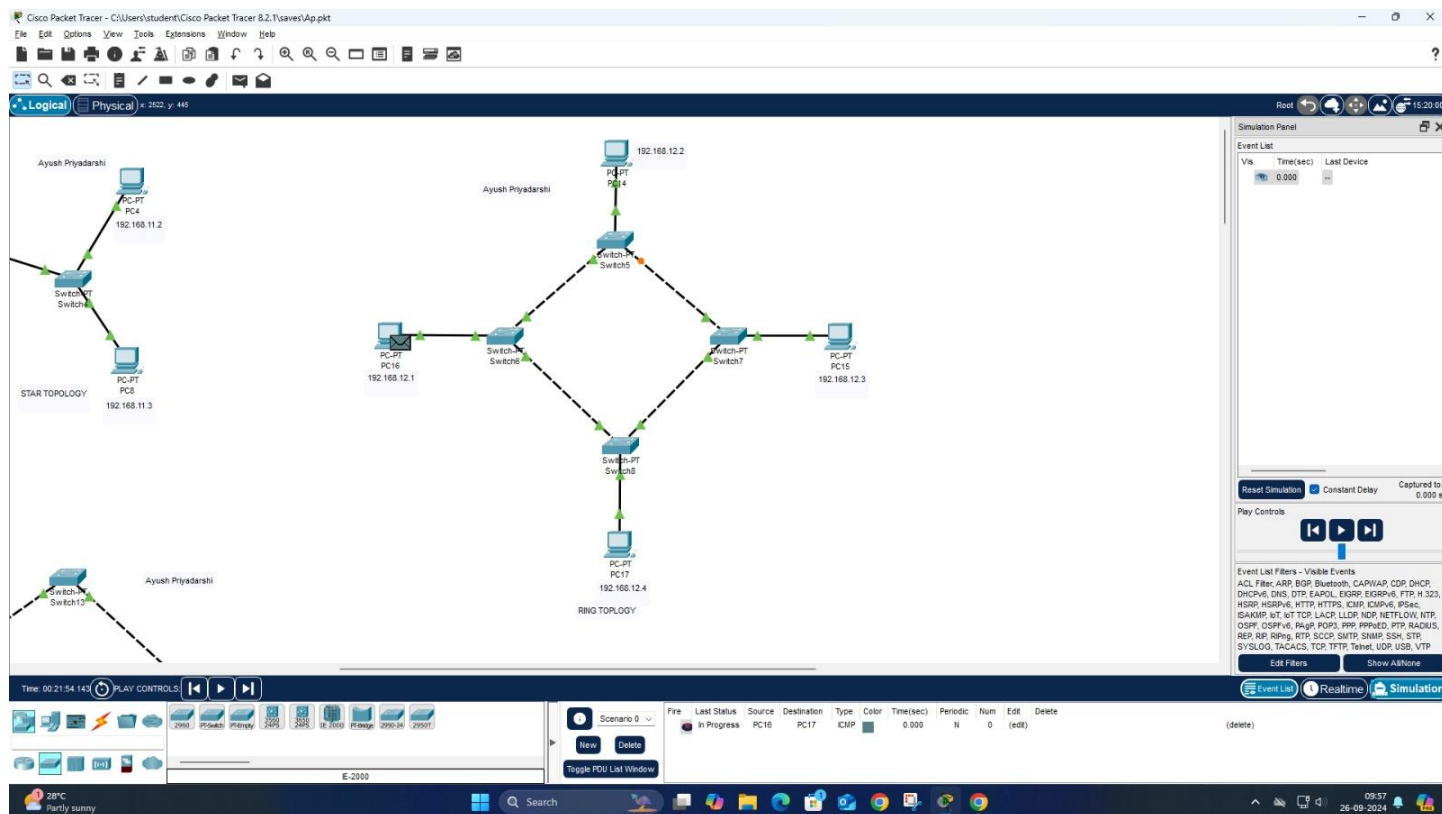 Cisco Packet Tracer - C:\Users\student\Cisco Packet Tracer 8.2.1\saves\Ap.pkt
File Edit Options View Tools Extensions Window Help
?
Logical Physical x: 2522, y: 445
Root 15:20:00
Simulation Panel
Event List
Vis. Time(sec) Last Device
0.000 --
Ayush Priyadarshi
PC-PT
PC4
192.168.11.2
Switch-PT
PC-PT
PC8
192.168.11.3
STAR TOPOLOGY
Ayush Priyadarshi
192.168.12.2
PC-PT
PC14
Switch-PT
Switch5
PC-PT
PC16
192.168.12.1
Switch-PT
Switch6
Switch-PT
Switch7
PC-PT
PC15
192.168.12.3
Switch-PT
Switch8
PC-PT
PC17
192.168.12.4
RING TOPLOGY
Switch-PT
Switch13
Ayush Priyadarshi
Reset Simulation Constant Delay Captured to:
0.000 s
Play Controls
Event List Filters - Visible Events
ACL Filter, ARP, BGP, Bluetooth, CAPWAP, CDP, DHCP,
DHCPv6, DNS, DTP, EAPOL, EIGRP, EIGRPv6, FTP, H.323,
HSRP, HSRPv6, HTTP, HTTPS, ICMP, ICMPv6, IPSec,
ISAKMP, IoT, IoT TCP, LACP, LLDP, NDP, NETFLOW, NTP,
OSPF, OSPFv6, PAgP, POP3, PPP, PPPoED, PTP, RADIUS,
REP, RIP, RIPng, RTP, SCCP, SMTP, SNMP, SSH, STP,
SYSLOG, TACACS, TCP, TFTP, Telnet, UDP, USB, VTP
Edit Filters Show All/None
Time: 00:21:54.143 PLAY CONTROLS:
Event List Realtime Simulation
2960 PT-Switch PT-Empty 3560 24PS 3650 24PS IE 2000 PT-Bridge 2950-24 2950T
IE-2000
Scenario 0
New Delete
Toggle PDU List Window
Fire Last Status Source Destination Type Color Time(sec) Periodic Num Edit Delete
In Progress PC16 PC17 ICMP 0.000 N 0 (edit) (delete)
1
28°C
Partly sunny
Search
09:57
26-09-2024